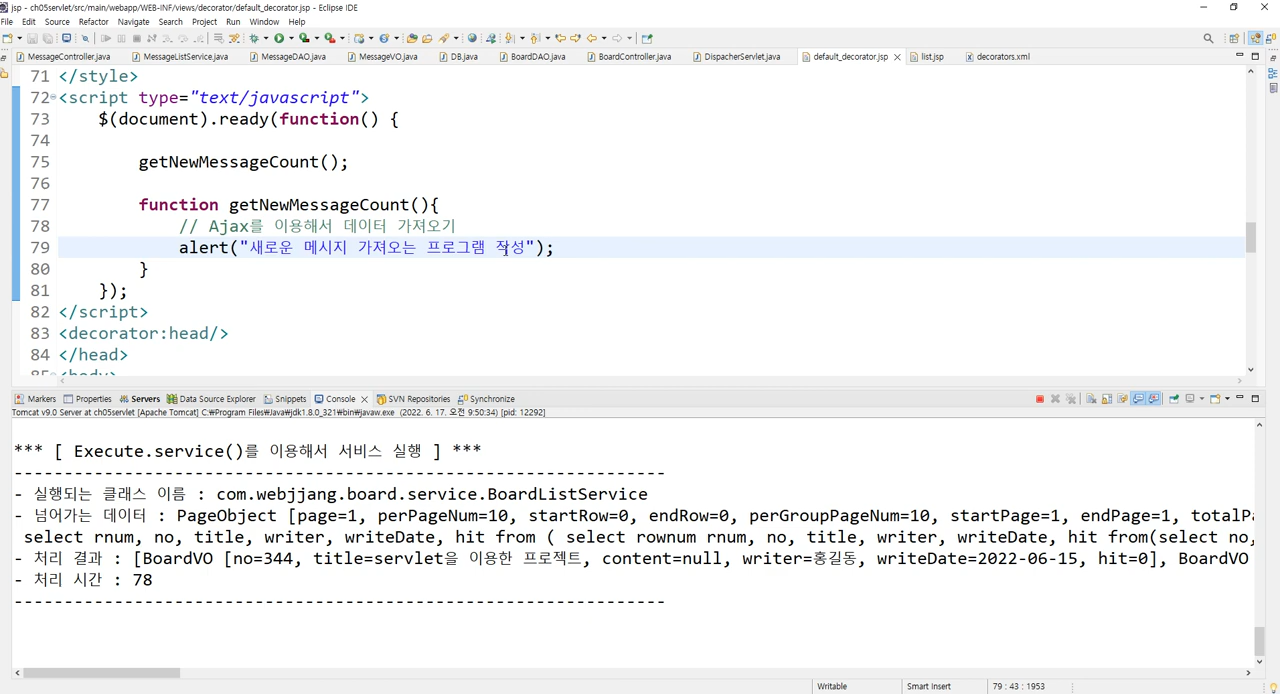 jsp - ch05servlet/src/main/webapp/WEB-INF/views/decorator/default_decorator.jsp - Eclipse IDE
File Edit Source Refactor Navigate Search Project Run Window Help
MessageController.java MessageListService.java MessageDAO.java MessageVO.java DB.java BoardDAO.java BoardController.java DispacherServlet.java default_decorator.jsp list.jsp decorators.xml
71 </style>
72 <script type="text/javascript">
73 $(document).ready(function() {
74
75 getNewMessageCount();
76
77 function getNewMessageCount(){
78 // Ajax를 이용해서 데이터 가져오기
79 alert("새로운 메시지 가져오는 프로그램 작성");
80 }
81 });
82 </script>
83 <decorator:head/>
84 </head>
85 <body>
Markers Properties Servers Data Source Explorer Snippets Console SVN Repositories Synchronize
Tomcat v9.0 Server at ch05servlet [Apache Tomcat] C:₩Program Files₩Java₩jdk1.8.0_321₩bin₩javaw.exe (2022. 6. 17. 오전 9:50:34) [pid: 12292]
*** [ Execute.service()를 이용해서 서비스 실행 ] ***
-----------------------------------------------------------------
- 실행되는 클래스 이름 : com.webjjang.board.service.BoardListService
- 넘어가는 데이터 : PageObject [page=1, perPageNum=10, startRow=0, endRow=0, perGroupPageNum=10, startPage=1, endPage=1, totalPa
select rnum, no, title, writer, writeDate, hit from ( select rownum rnum, no, title, writer, writeDate, hit from(select no,
- 처리 결과 : [BoardVO [no=344, title=servlet을 이용한 프로젝트, content=null, writer=홍길동, writeDate=2022-06-15, hit=0], BoardVO
- 처리 시간 : 78
-----------------------------------------------------------------
Writable Smart Insert 79 : 43 : 1953